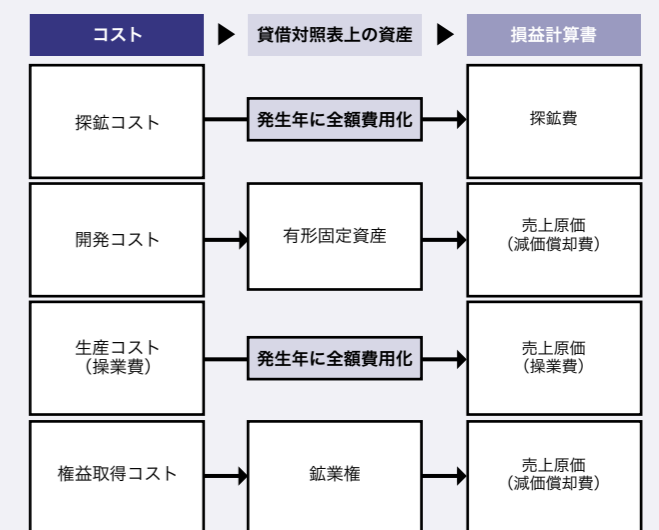 コスト
貸借対照表上の資産
損益計算書
探鉱コスト
発生年に全額費用化
探鉱費
開発コスト
有形固定資産
売上原価
（減価償却費）
生産コスト
（操業費）
発生年に全額費用化
売上原価
（操業費）
権益取得コスト
鉱業権
売上原価
（減価償却費）